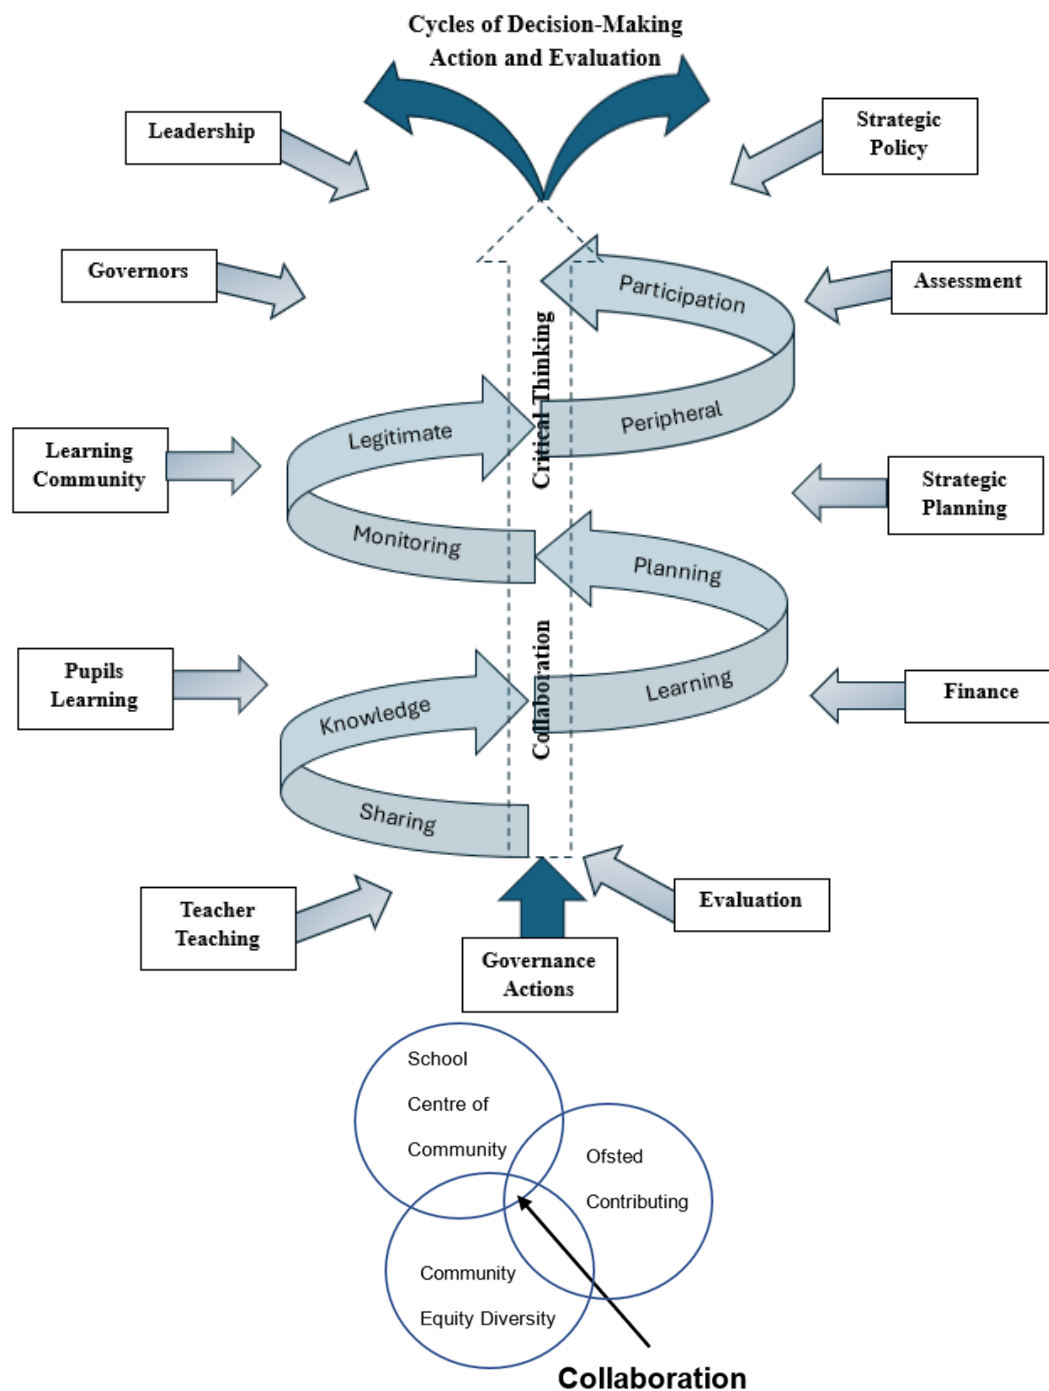 Cycles of Decision-Making
Action and Evaluation
Leadership
Strategic
Policy
Governors
Assessment
Participation
Peripheral
Critical Thinking
Legitimate
Learning
Community
Strategic
Planning
Monitoring
Planning
Collaboration
Pupils
Learning
Learning
Finance
Knowledge
Sharing
Teacher
Teaching
Evaluation
Governance
Actions
School
Centre of
Community
Ofsted
Contributing
Community
Equity Diversity
Collaboration